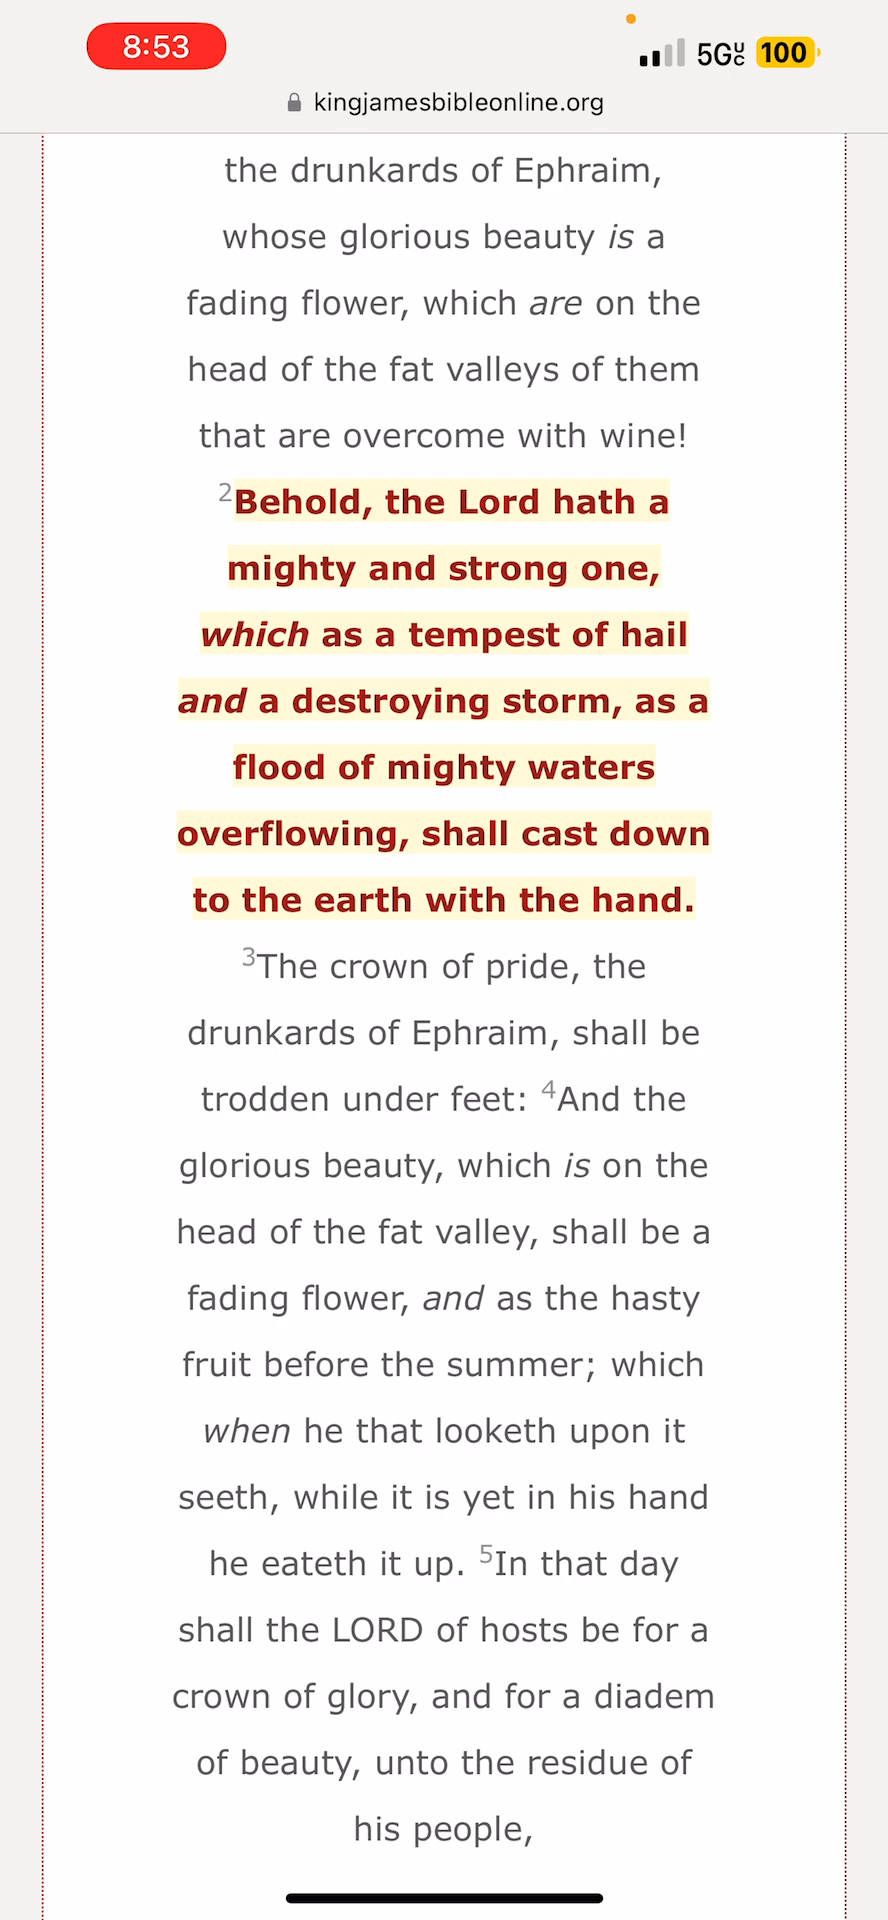 8:53
5GUC 100
kingjamesbibleonline.org
the drunkards of Ephraim,
whose glorious beauty is a
fading flower, which are on the
head of the fat valleys of them
that are overcome with wine!
2Behold, the Lord hath a
mighty and strong one,
which as a tempest of hail
and a destroying storm, as a
flood of mighty waters
overflowing, shall cast down
to the earth with the hand.
3The crown of pride, the
drunkards of Ephraim, shall be
trodden under feet: 4And the
glorious beauty, which is on the
head of the fat valley, shall be a
fading flower, and as the hasty
fruit before the summer; which
when he that looketh upon it
seeth, while it is yet in his hand
he eateth it up. 5In that day
shall the LORD of hosts be for a
crown of glory, and for a diadem
of beauty, unto the residue of
his people,